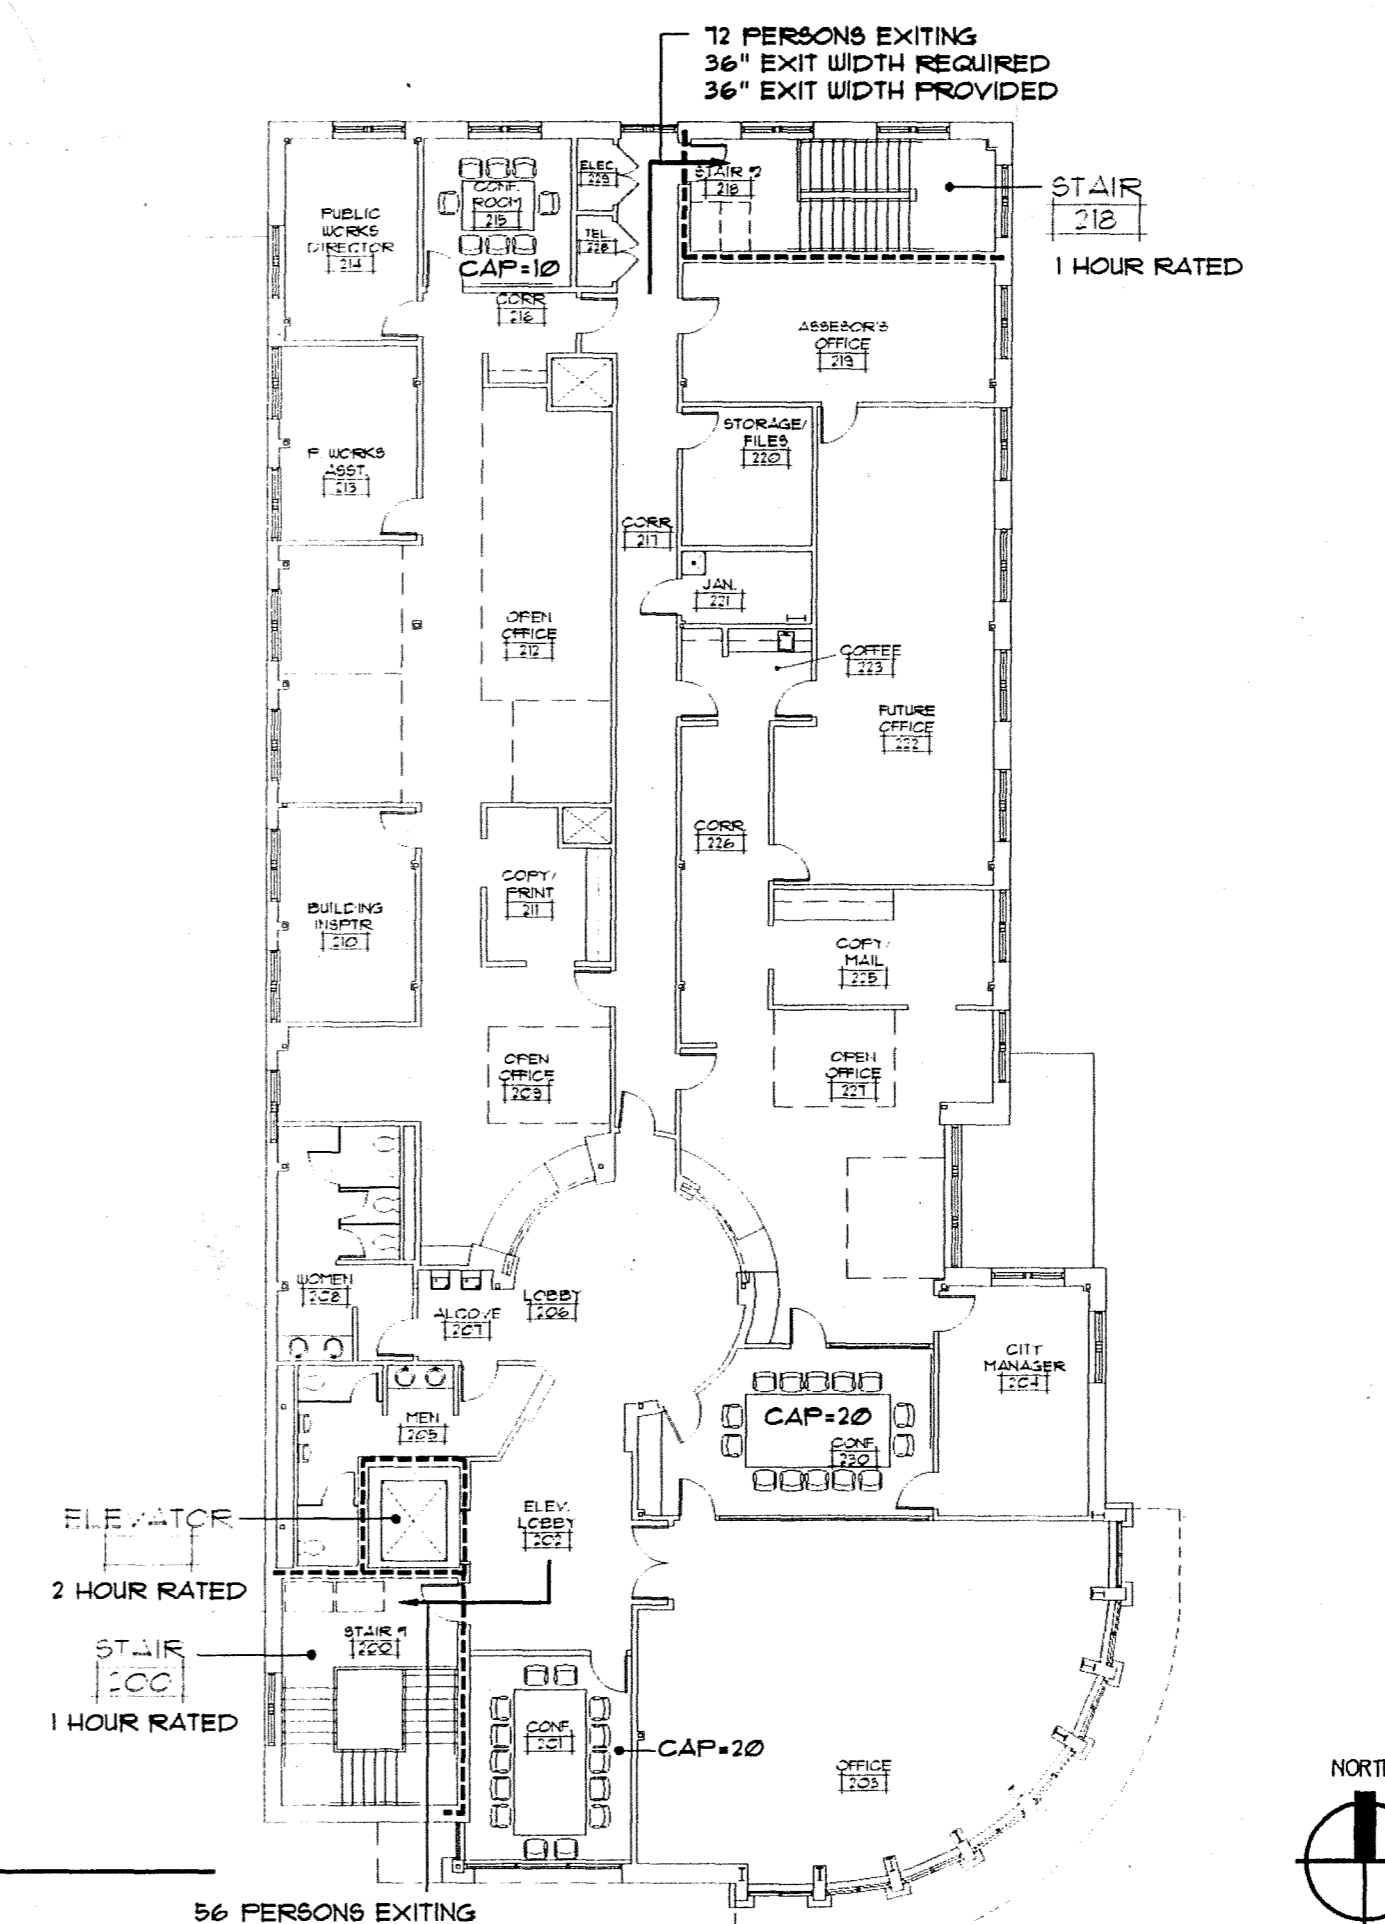 72 PERSONS EXITING
36" EXIT WIDTH REQUIRED
36" EXIT WIDTH PROVIDED
ELEC.
229
STAIR #2
218
STAIR
218
1 HOUR RATED
CONF.
ROOM
215
CAP=10
PUBLIC
WORKS
DIRECTOR
214
TEL.
228
CORR.
216
ASSESOR'S
OFFICE
219
STORAGE/
FILES
220
P. WORKS
ASST.
213
CORR.
217
JAN.
221
OPEN
OFFICE
212
COFFEE
223
FUTURE
OFFICE
222
CORR.
226
COPY/
PRINT
211
BUILDING
INSPTR
210
COPY/
MAIL
225
OPEN
OFFICE
209
OPEN
OFFICE
227
WOMEN
208
ALCOVE
207
LOBBY
206
CITY
MANAGER
204
CAP=20
CONF.
230
MEN
205
ELEVATOR
2 HOUR RATED
ELEV.
LOBBY
202
STAIR #1
200
STAIR
200
1 HOUR RATED
CONF.
201
CAP=20
OFFICE
203
NORT
56 PERSONS EXITING